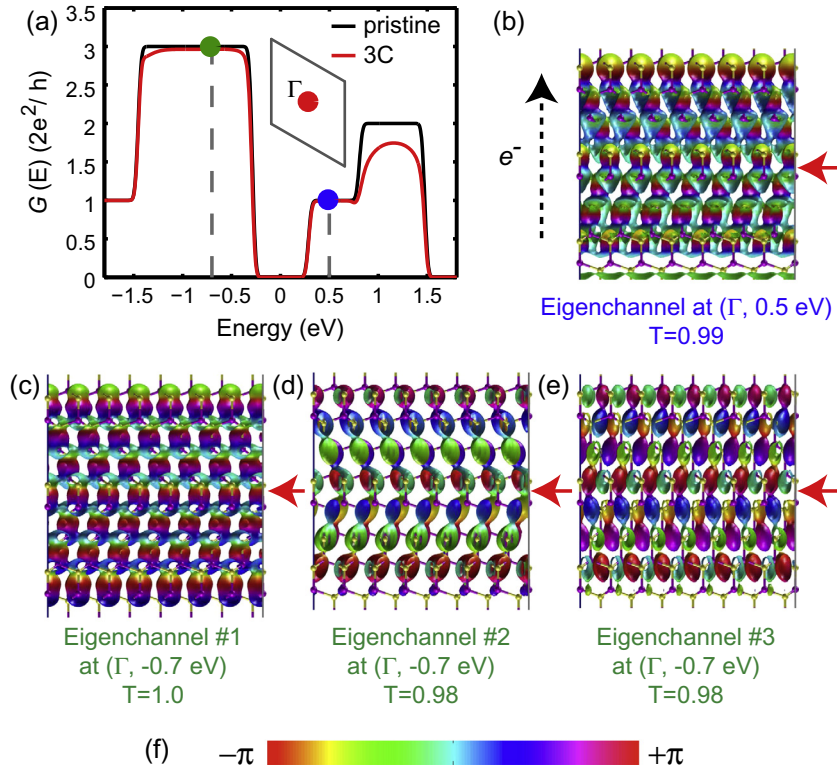 (a)
pristine
3C
Γ
G (E) (2e²/ h)
3.5
3
2.5
2
1.5
1
0.5
0
−1.5 −1 −0.5 0 0.5 1 1.5
Energy (eV)
(b)
e⁻
Eigenchannel at (Γ, 0.5 eV)
T=0.99
(c)
Eigenchannel #1
at (Γ, -0.7 eV)
T=1.0
(d)
Eigenchannel #2
at (Γ, -0.7 eV)
T=0.98
(e)
Eigenchannel #3
at (Γ, -0.7 eV)
T=0.98
(f) −π +π